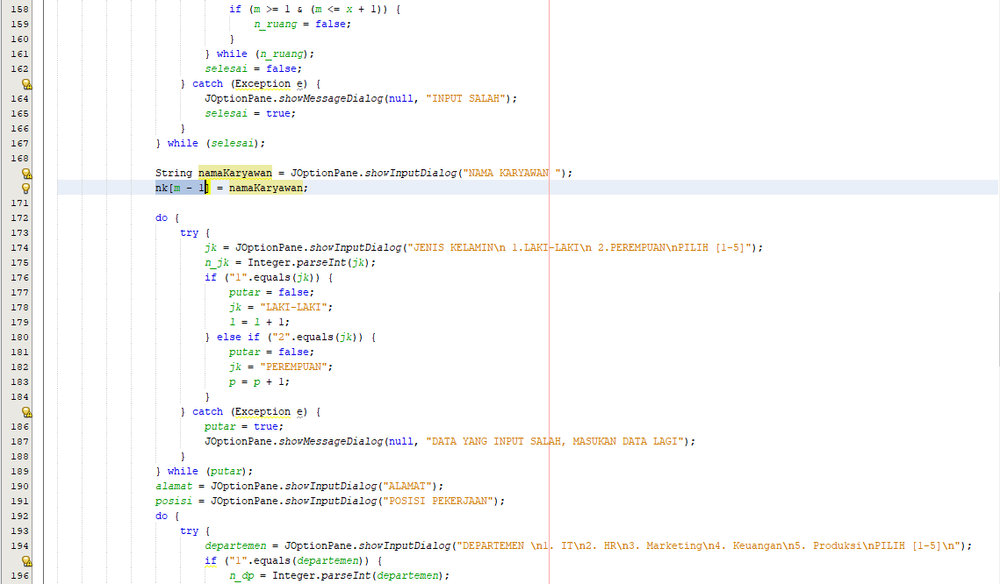 158 if (m >= 1 & (m <= x + 1)) {
159 n_ruang = false;
160 }
161 } while (n_ruang);
162 selesai = false;
} catch (Exception e) {
164 JOptionPane.showMessageDialog(null, "INPUT SALAH");
165 selesai = true;
166 }
167 } while (selesai);
168
String namaKaryawan = JOptionPane.showInputDialog("NAMA KARYAWAN ");
nk[m - 1] = namaKaryawan;
171
172 do {
173 try {
174 jk = JOptionPane.showInputDialog("JENIS KELAMIN\n 1.LAKI-LAKI\n 2.PEREMPUAN\nPILIH [1-5]");
175 n_jk = Integer.parseInt(jk);
176 if ("1".equals(jk)) {
177 putar = false;
178 jk = "LAKI-LAKI";
179 l = l + 1;
180 } else if ("2".equals(jk)) {
181 putar = false;
182 jk = "PEREMPUAN";
183 p = p + 1;
184 }
} catch (Exception e) {
186 putar = true;
187 JOptionPane.showMessageDialog(null, "DATA YANG INPUT SALAH, MASUKAN DATA LAGI");
188 }
189 } while (putar);
190 alamat = JOptionPane.showInputDialog("ALAMAT");
191 posisi = JOptionPane.showInputDialog("POSISI PEKERJAAN");
192 do {
193 try {
194 departemen = JOptionPane.showInputDialog("DEPARTEMEN \n1. IT\n2. HR\n3. Marketing\n4. Keuangan\n5. Produksi\nPILIH [1-5]\n");
if ("1".equals(departemen)) {
196 n_dp = Integer.parseInt(departemen);